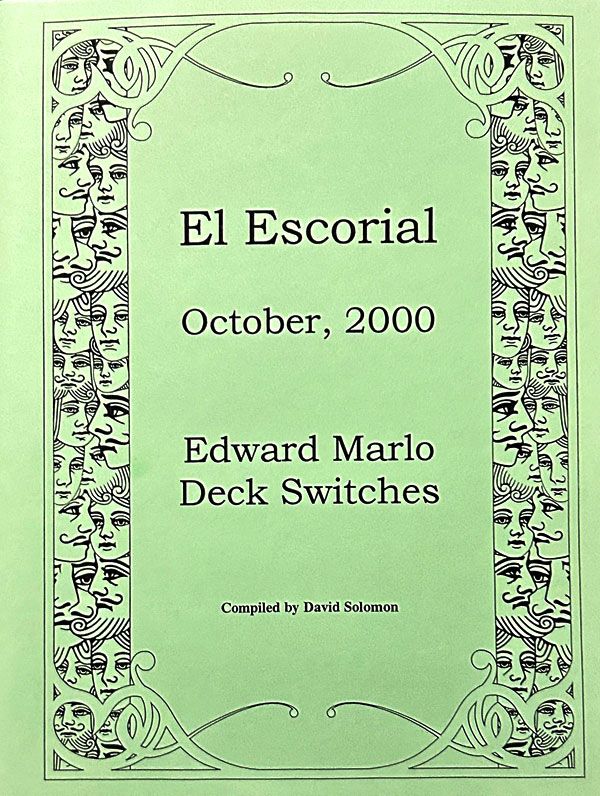 El Escorial
October, 2000
Edward Marlo
Deck Switches
Compiled by David Solomon